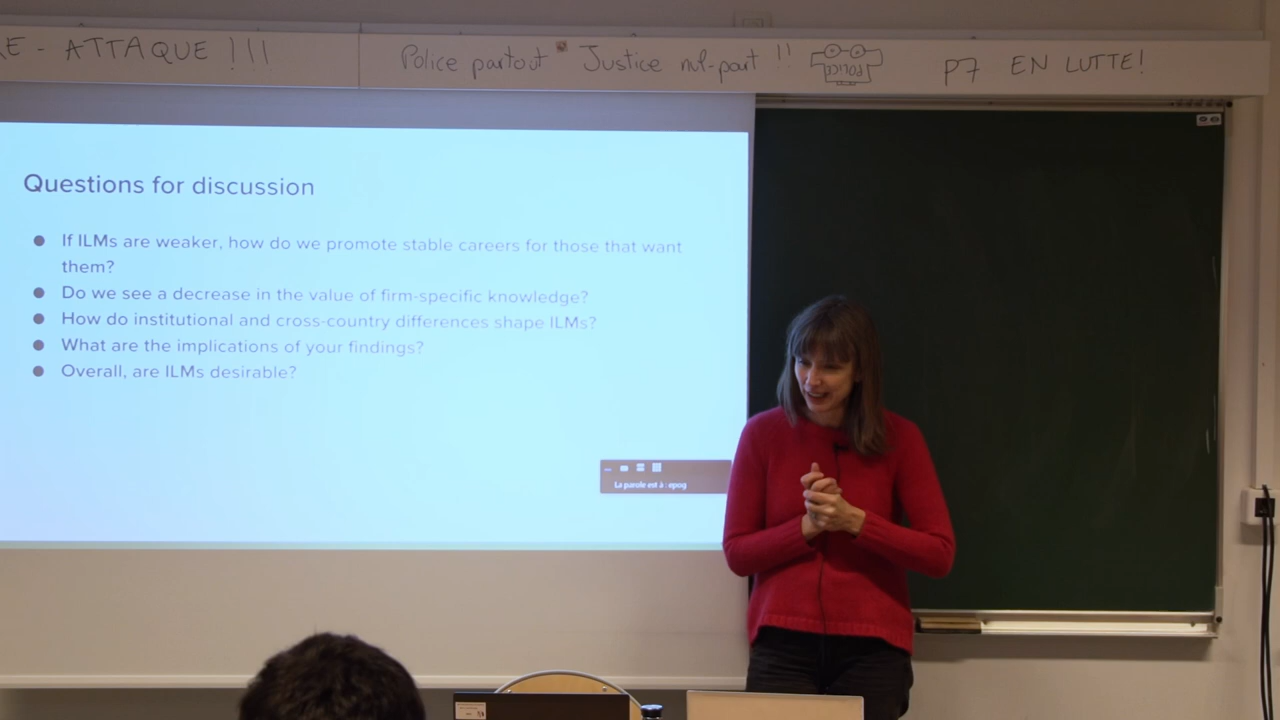 RE - ATTAQUE !!!
Police partout Justice nul-part !!
POLICE
P7 EN LUTTE!
Questions for discussion
● If ILMs are weaker, how do we promote stable careers for those that want
them?
● Do we see a decrease in the value of firm-specific knowledge?
● How do institutional and cross-country differences shape ILMs?
● What are the implications of your findings?
● Overall, are ILMs desirable?
La parole est à : epog